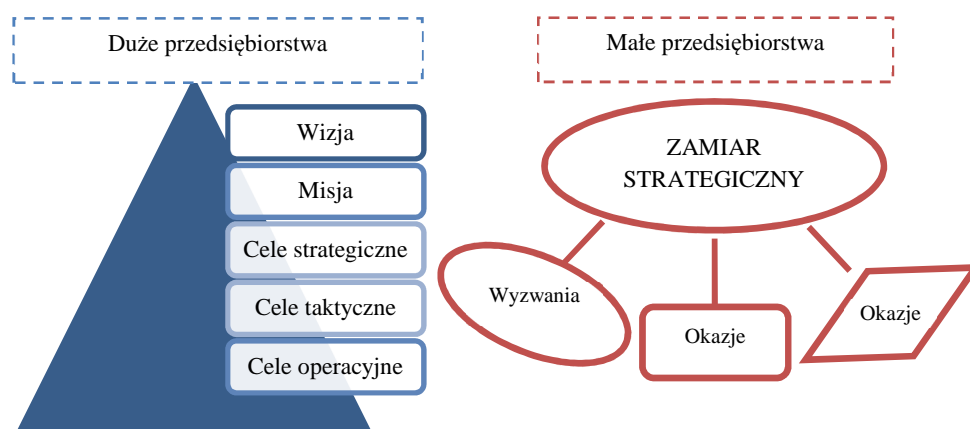 Duże przedsiębiorstwa
Wizja
Misja
Cele strategiczne
Cele taktyczne
Cele operacyjne
Małe przedsiębiorstwa
ZAMIAR
STRATEGICZNY
Wyzwania
Okazje
Okazje